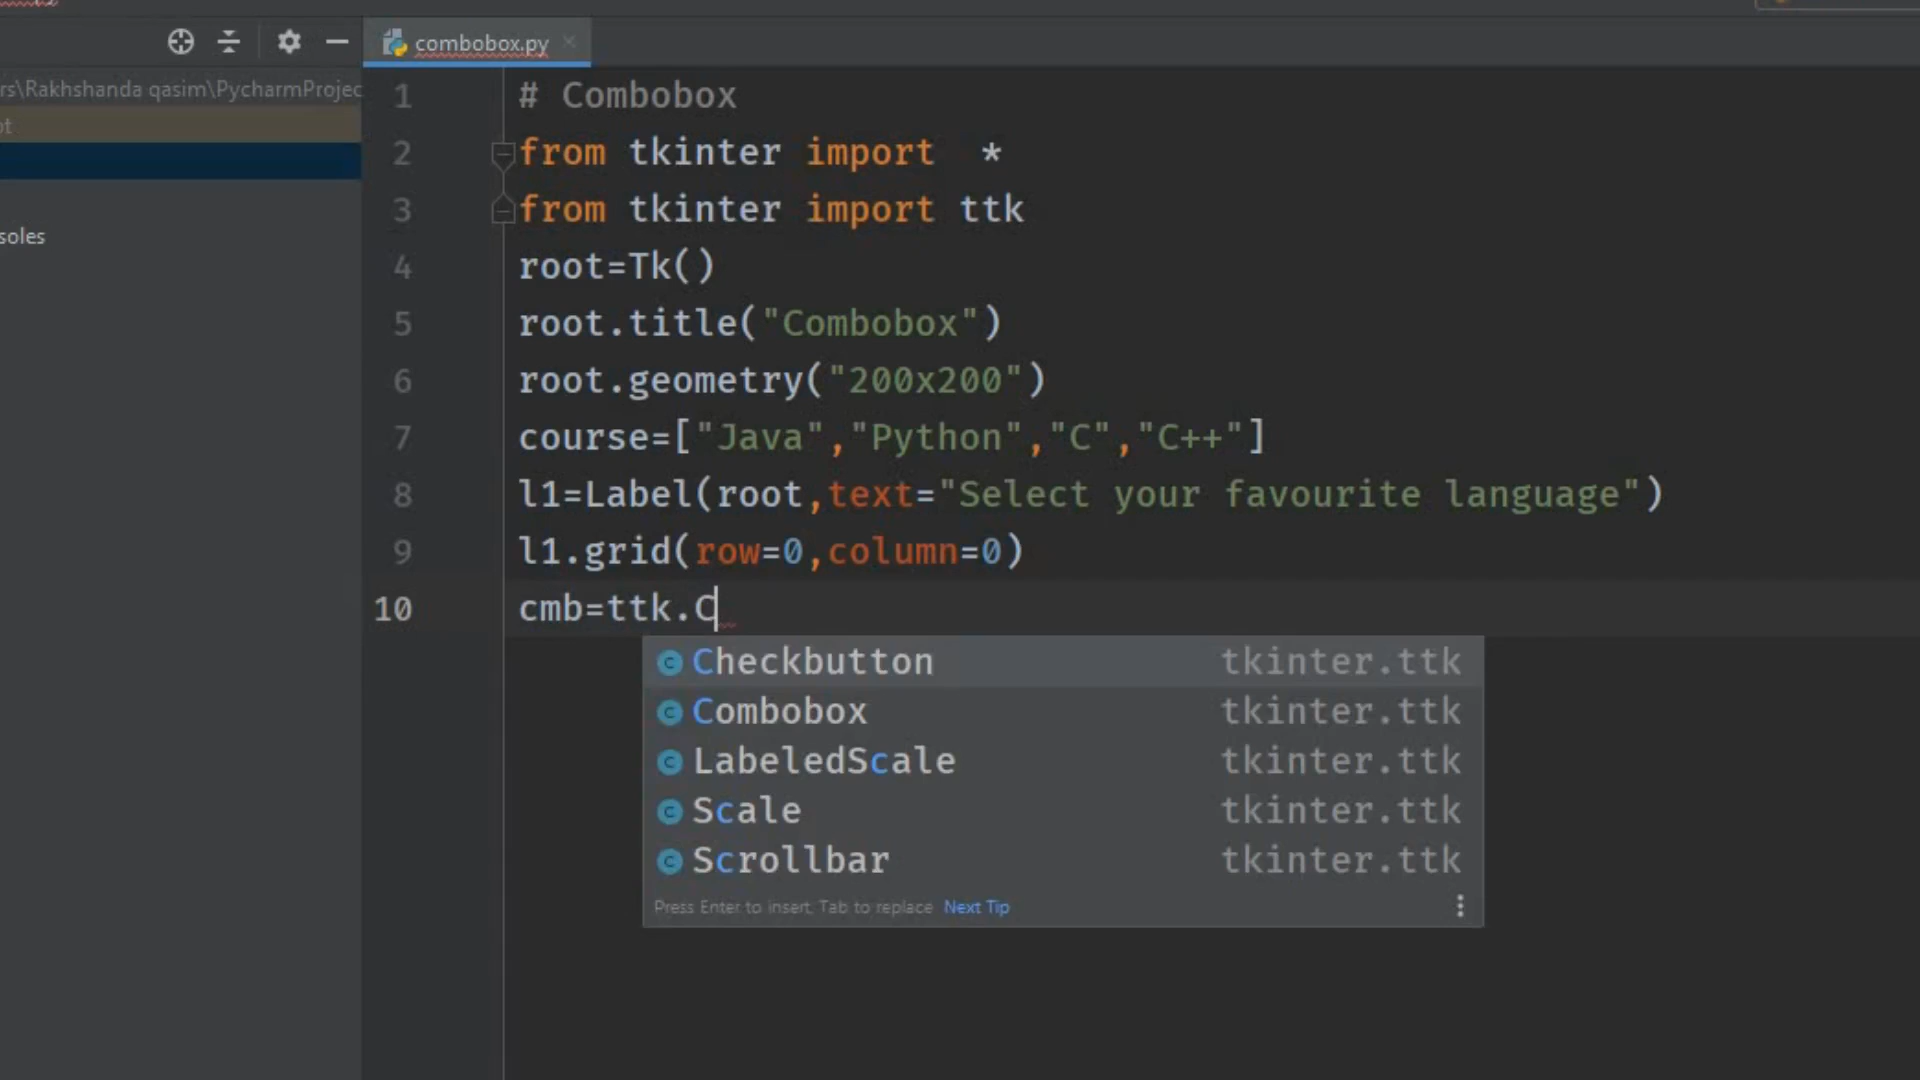 combobox.py
rs\Rakhshanda qasim\PycharmProjec
ot
soles
1 # Combobox
2 from tkinter import  *
3 from tkinter import ttk
4 root=Tk()
5 root.title("Combobox")
6 root.geometry("200x200")
7 course=["Java","Python","C","C++"]
8 l1=Label(root,text="Select your favourite language")
9 l1.grid(row=0,column=0)
10 cmb=ttk.C
Checkbutton tkinter.ttk
Combobox tkinter.ttk
LabeledScale tkinter.ttk
Scale tkinter.ttk
Scrollbar tkinter.ttk
Press Enter to insert, Tab to replace Next Tip